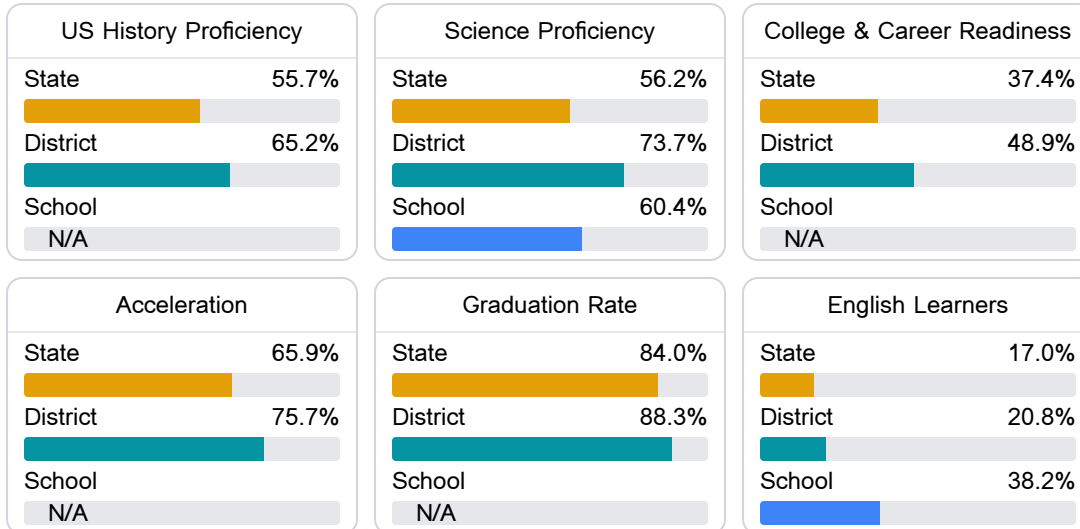 US History Proficiency
State 55.7%
District 65.2%
School
N/A
Science Proficiency
State 56.2%
District 73.7%
School 60.4%
College & Career Readiness
State 37.4%
District 48.9%
School
N/A
Acceleration
State 65.9%
District 75.7%
School
N/A
Graduation Rate
State 84.0%
District 88.3%
School
N/A
English Learners
State 17.0%
District 20.8%
School 38.2%